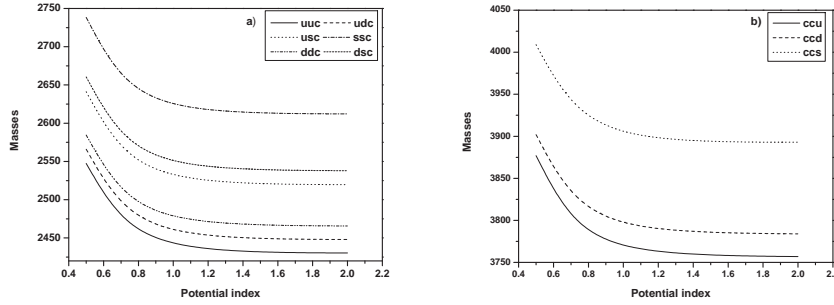 a)
uuc
udc
usc
ssc
ddc
dsc
2750
2700
2650
2600
2550
2500
2450
Masses
0.4 0.6 0.8 1.0 1.2 1.4 1.6 1.8 2.0 2.2
Potential index
b)
ccu
ccd
ccs
4050
4000
3950
3900
3850
3800
3750
Masses
0.4 0.6 0.8 1.0 1.2 1.4 1.6 1.8 2.0 2.2
Potential index